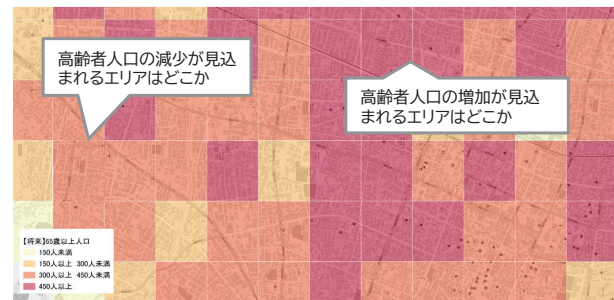 高齢者人口の減少が見込
まれるエリアはどこか
高齢者人口の増加が見込
まれるエリアはどこか
【将来】65歳以上人口
150人未満
150人以上 300人未満
300人以上 450人未満
450人以上